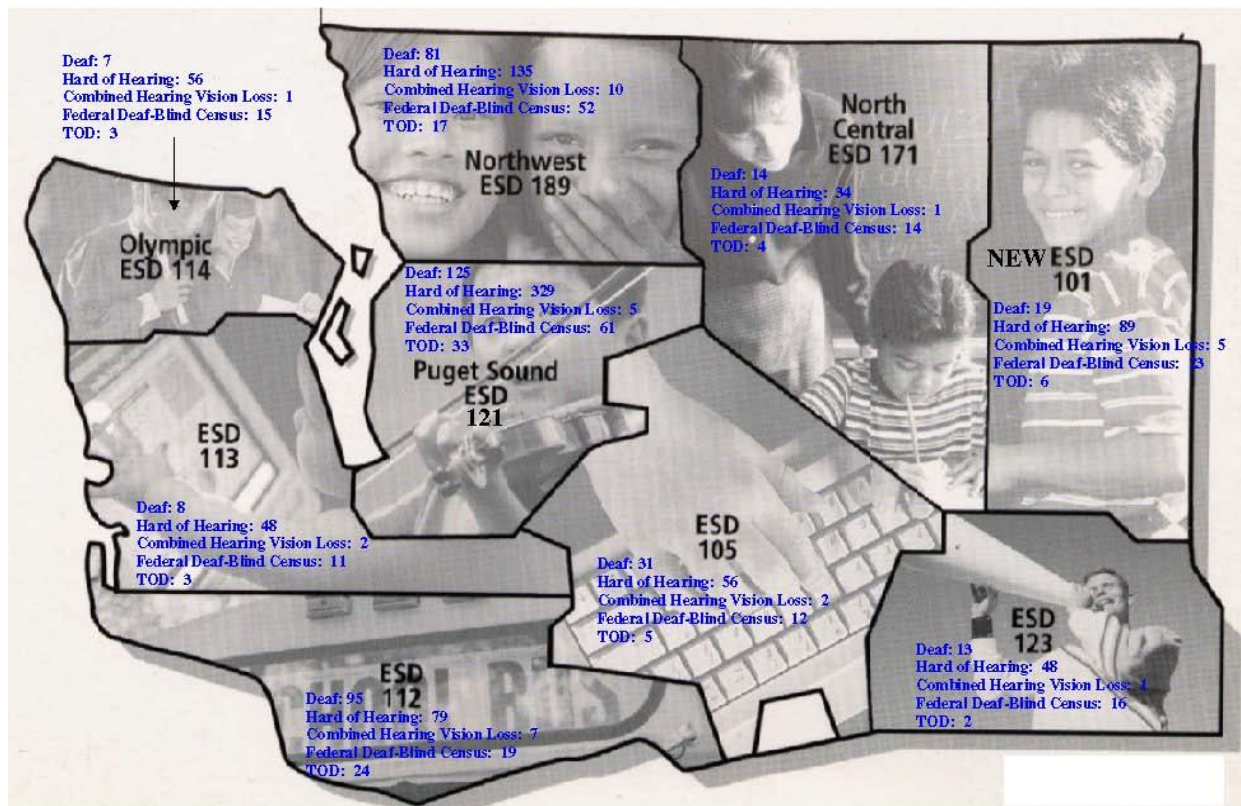 Deaf: 7
Hard of Hearing: 56
Combined Hearing Vision Loss: 1
Federal Deaf-Blind Census: 15
TOD: 3
Olympic
ESD 114
Deaf: 81
Hard of Hearing: 135
Combined Hearing Vision Loss: 10
Federal Deaf-Blind Census: 52
TOD: 17
Northwest
ESD 189
North
Central
ESD 171
Deaf: 14
Hard of Hearing: 34
Combined Hearing Vision Loss: 1
Federal Deaf-Blind Census: 14
TOD: 4
NEW ESD
101
Deaf: 19
Hard of Hearing: 89
Combined Hearing Vision Loss: 5
Federal Deaf-Blind Census:
TOD: 6
Deaf: 125
Hard of Hearing: 329
Combined Hearing Vision Loss: 5
Federal Deaf-Blind Census: 61
TOD: 33
Puget Sound
ESD
121
ESD
113
Deaf: 8
Hard of Hearing: 48
Combined Hearing Vision Loss: 2
Federal Deaf-Blind Census: 11
TOD: 3
ESD
105
Deaf: 31
Hard of Hearing: 56
Combined Hearing Vision Loss: 2
Federal Deaf-Blind Census: 12
TOD: 5
ESD
123
Deaf: 13
Hard of Hearing: 48
Combined Hearing Vision Loss:
Federal Deaf-Blind Census: 16
TOD: 2
ESD
112
Deaf: 95
Hard of Hearing: 79
Combined Hearing Vision Loss: 7
Federal Deaf-Blind Census: 19
TOD: 24